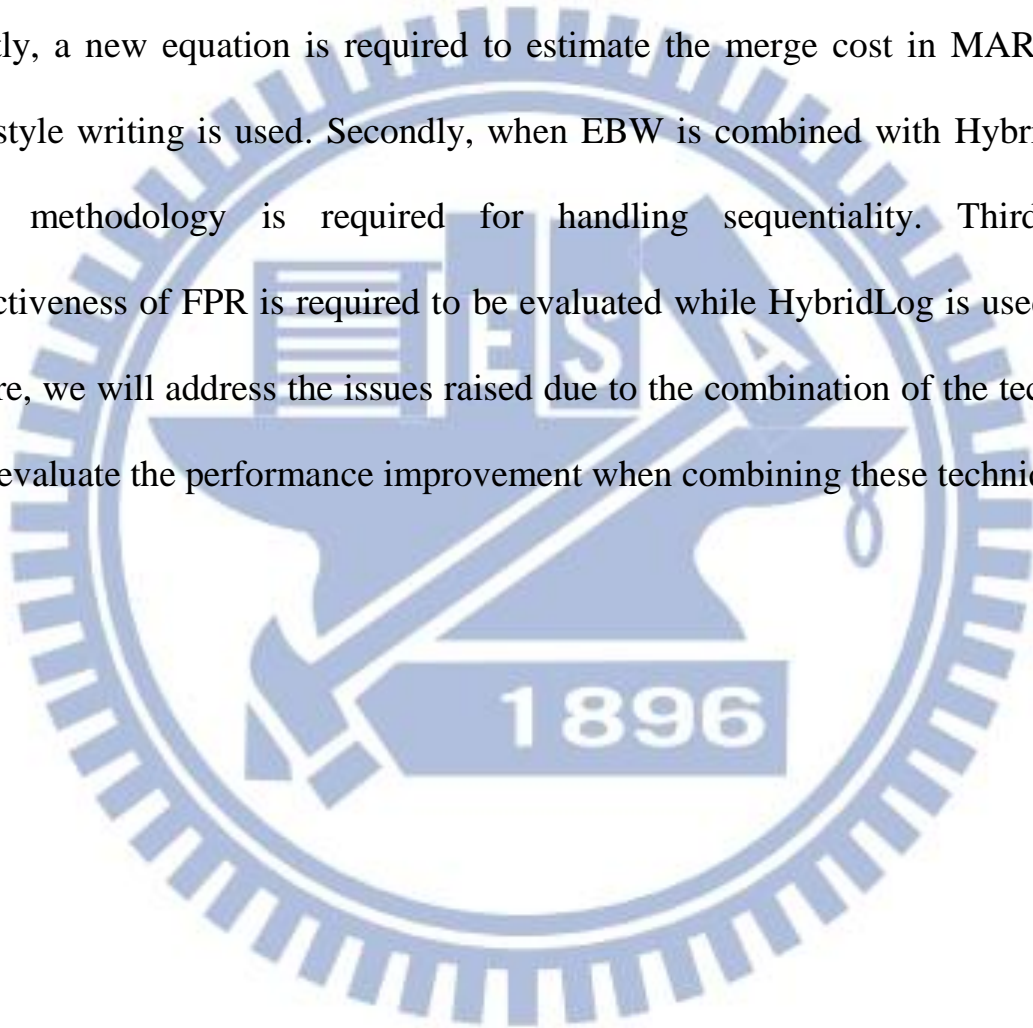 tly, a new equation is required to estimate the merge cost in MAR
style writing is used. Secondly, when EBW is combined with Hybri
methodology is required for handling sequentiality. Third
ctiveness of FPR is required to be evaluated while HybridLog is used
re, we will address the issues raised due to the combination of the tec
evaluate the performance improvement when combining these techni
E S A
1896